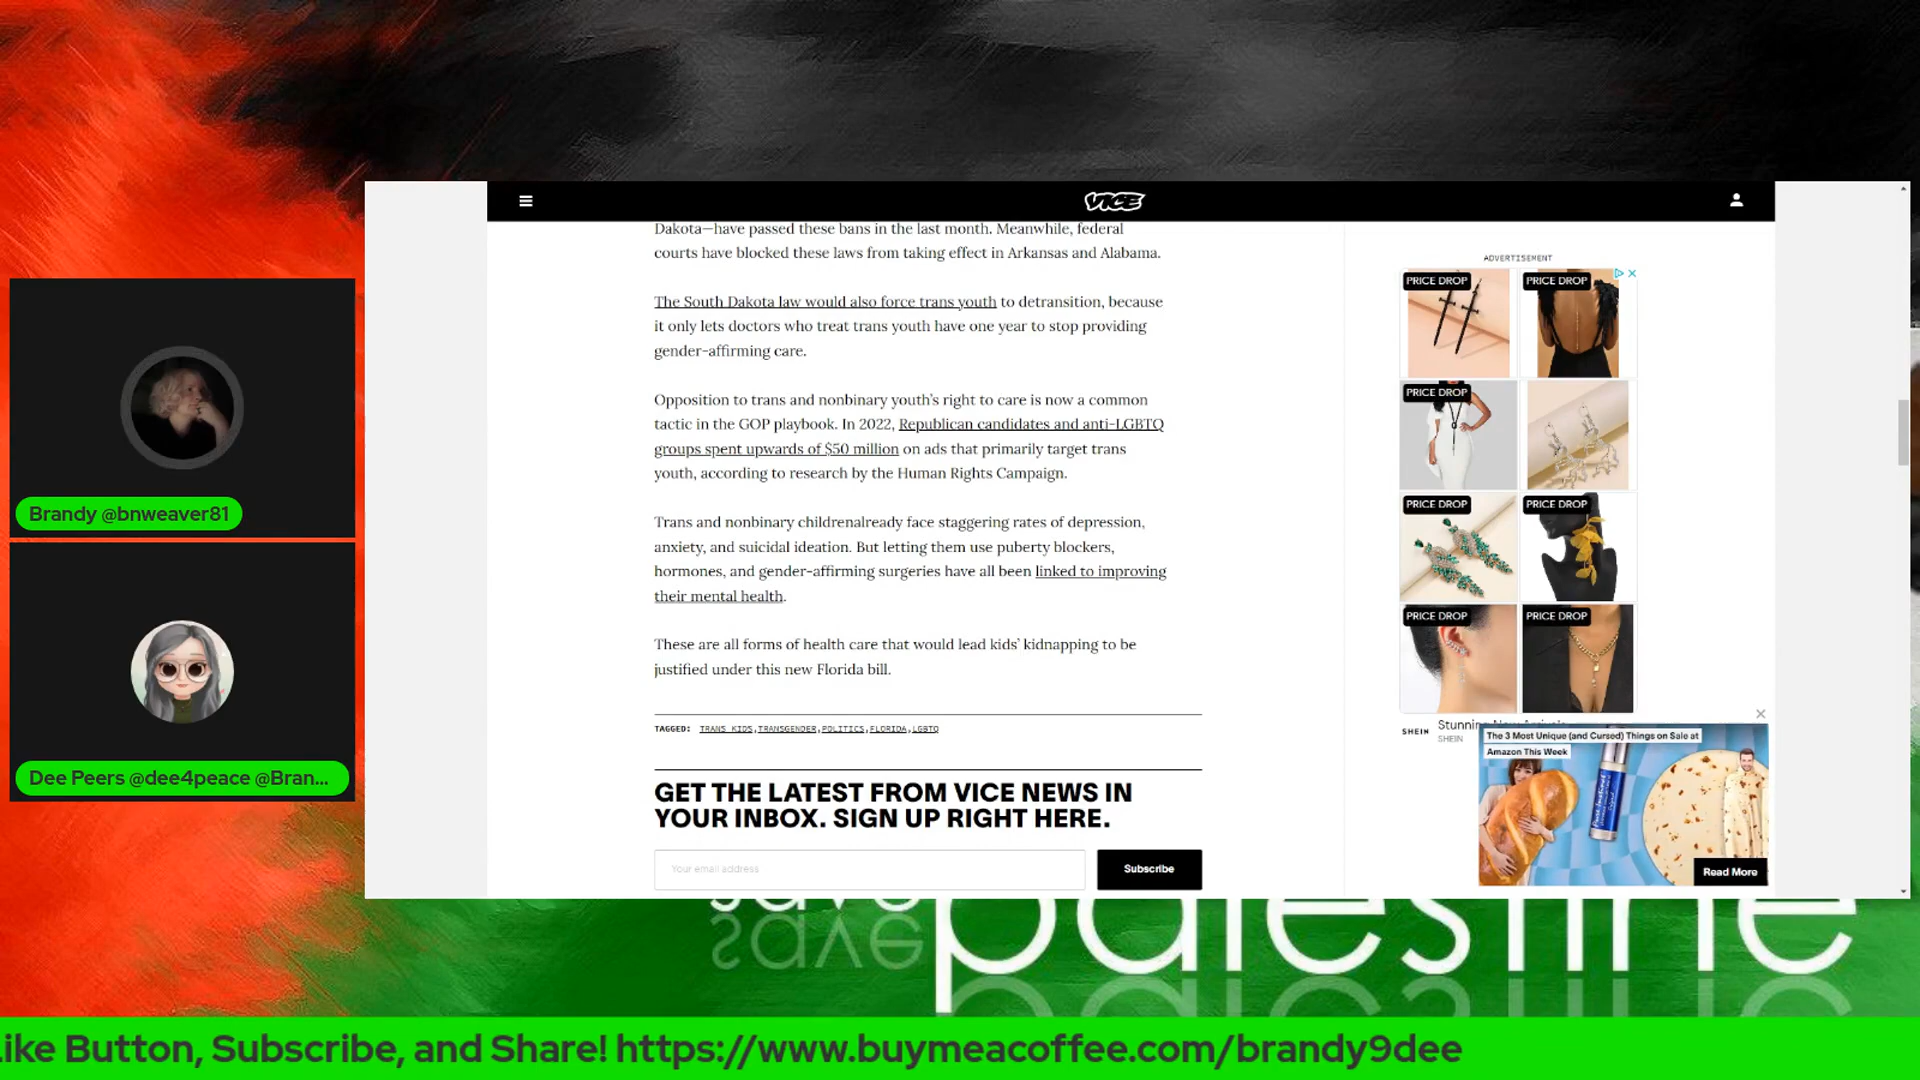 VICE
Dakota—have passed these bans in the last month. Meanwhile, federal
courts have blocked these laws from taking effect in Arkansas and Alabama.
The South Dakota law would also force trans youth to detransition, because
it only lets doctors who treat trans youth have one year to stop providing
gender-affirming care.
Opposition to trans and nonbinary youth’s right to care is now a common
tactic in the GOP playbook. In 2022, Republican candidates and anti-LGBTQ
groups spent upwards of $50 million on ads that primarily target trans
youth, according to research by the Human Rights Campaign.
Trans and nonbinary childrenalready face staggering rates of depression,
anxiety, and suicidal ideation. But letting them use puberty blockers,
hormones, and gender-affirming surgeries have all been linked to improving
their mental health.
These are all forms of health care that would lead kids’ kidnapping to be
justified under this new Florida bill.
TAGGED: TRANS KIDS,TRANSGENDER,POLITICS,FLORIDA,LGBTQ
GET THE LATEST FROM VICE NEWS IN
YOUR INBOX. SIGN UP RIGHT HERE.
Your email address
Subscribe
ADVERTISEMENT
PRICE DROP
PRICE DROP
PRICE DROP
PRICE DROP
PRICE DROP
PRICE DROP
PRICE DROP
PRICE DROP
SHEIN
Stunning New Arrivals
SHEIN
The 3 Most Unique (and Cursed) Things on Sale at
Amazon This Week
Read More
Brandy @bnweaver81
Dee Peers @dee4peace @Bran...
save palestine
save
ike Button, Subscribe, and Share! https://www.buymeacoffee.com/brandy9dee